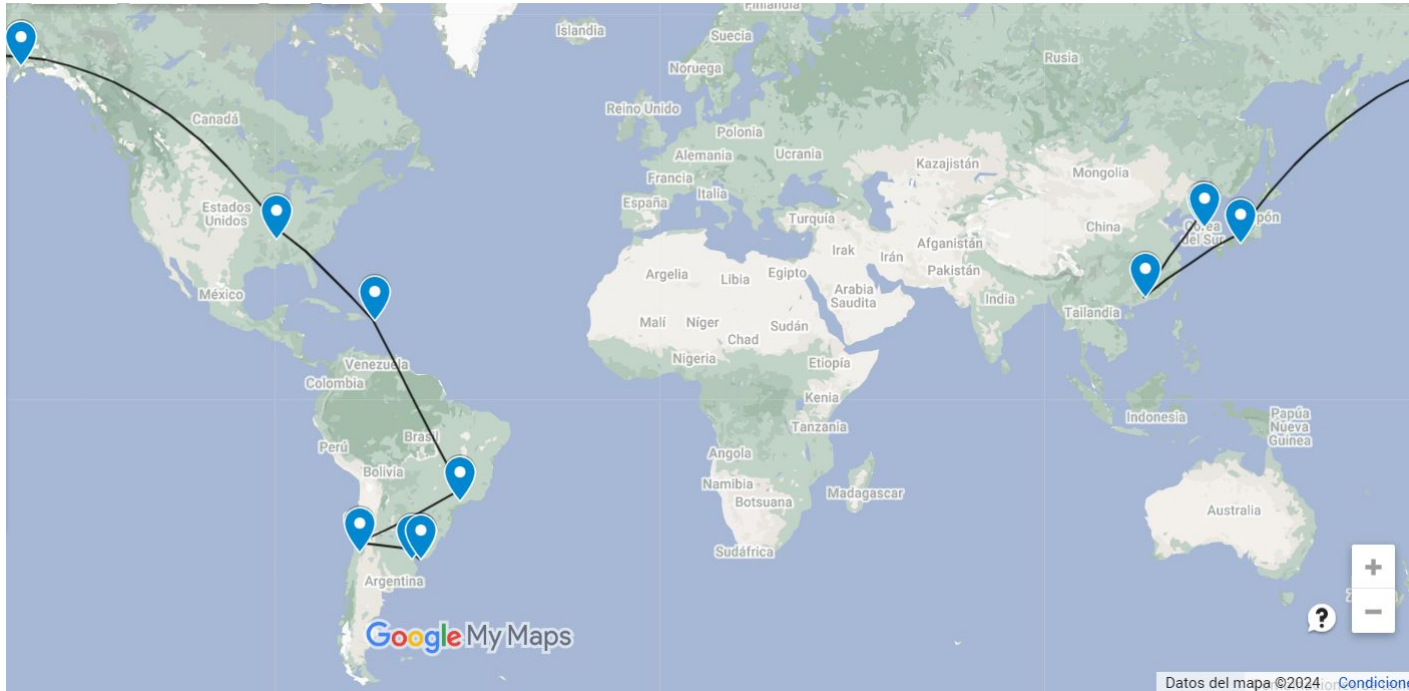 Finlandia
Islandia
Suecia
Rusia
Noruega
Canadá
Reino Unido
Polonia
Alemania
Ucrania
Kazajistán
Mongolia
Francia
Italia
España
Estados
Unidos
Turquía
China
Corea
del Sur
Japón
Afganistán
Irak
Irán
Pakistán
Argelia
Libia
Egipto
Arabia
Saudita
México
India
Tailandia
Malí
Níger
Chad
Sudán
Nigeria
Etiopía
Venezuela
Colombia
Kenia
Tanzania
Indonesia
Papúa
Nueva
Guinea
Brasil
Perú
Bolivia
Angola
Namibia
Botsuana
Madagascar
Australia
Sudáfrica
Argentina
+
?
−
Google My Maps
Datos del mapa ©2024
Condicione